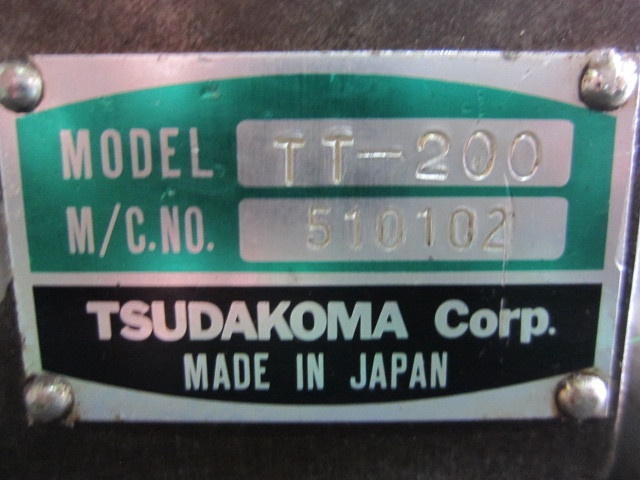 MODEL TT-200
M/C.NO. 510102
TSUDAKOMA Corp.
MADE IN JAPAN